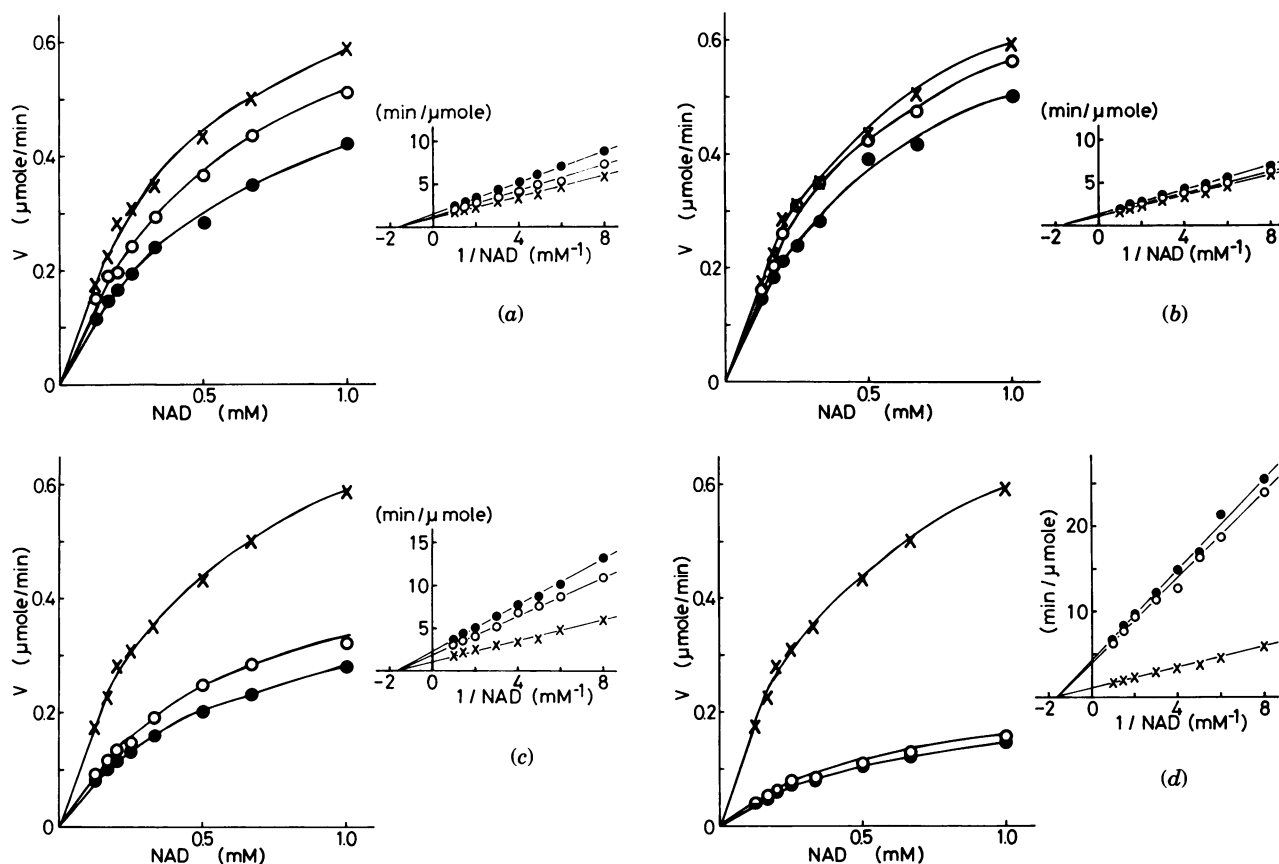 0.6
0.4
0.2
0
V (μmole/min)
0.5
1.0
NAD (mM)
(min/μmole)
10
5
-2
0
4
8
1/NAD (mM⁻¹)
(a)
0.6
0.4
0.2
0
V (μmole/min)
0.5
1.0
NAD (mM)
(min/μmole)
10
5
-2
0
4
8
1/NAD (mM⁻¹)
(b)
0.6
0.4
0.2
0
V (μmole/min)
0.5
1.0
NAD (mM)
(min/μ mole)
15
10
5
-2
0
4
8
1/NAD (mM⁻¹)
(c)
0.6
0.4
0.2
0
V (μmole/min)
0.5
1.0
NAD (mM)
(min/μmole)
20
10
-2
0
4
8
1/NAD (mM⁻¹)
(d)